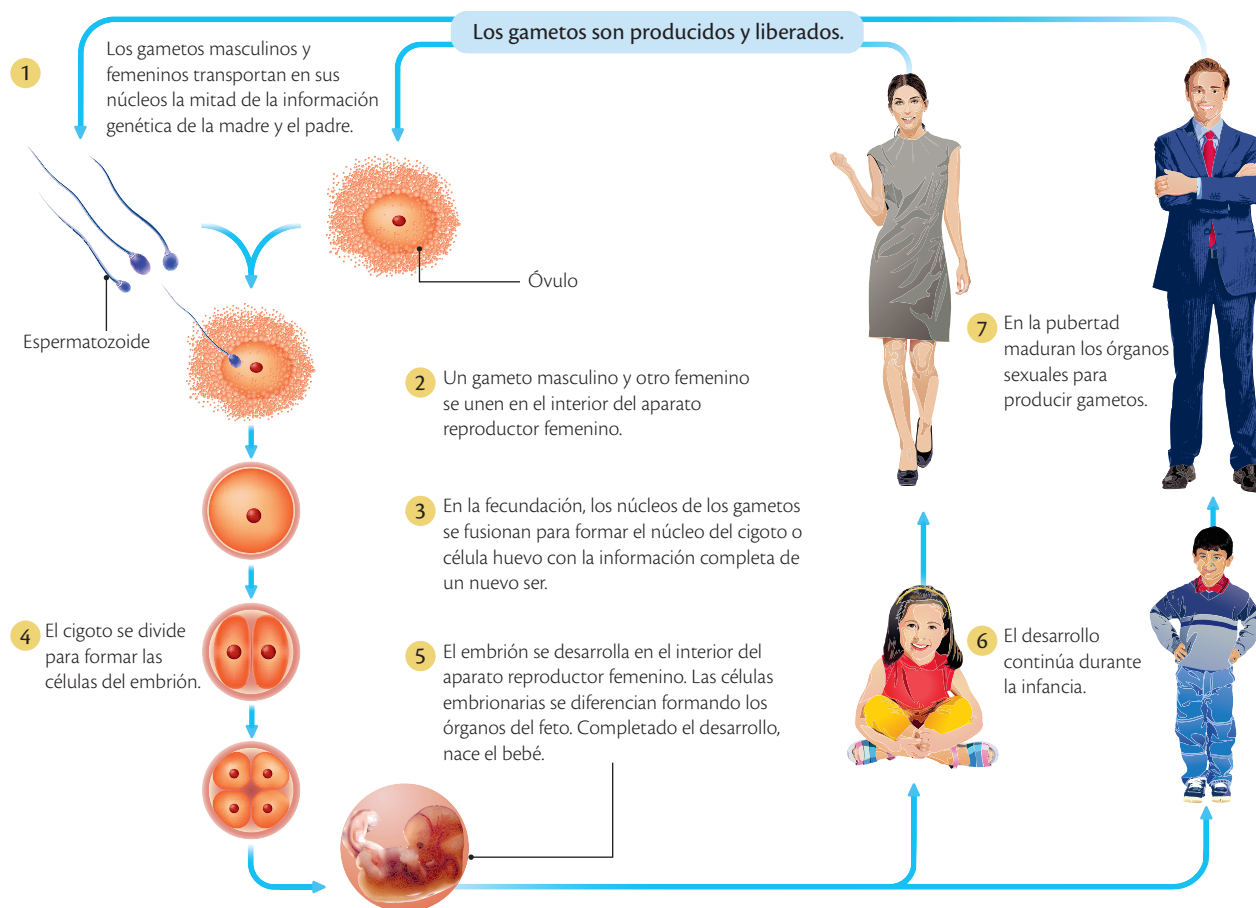 Los gametos son producidos y liberados.
1
Los gametos masculinos y
femeninos transportan en sus
núcleos la mitad de la información
genética de la madre y el padre.
Óvulo
Espermatozoide
2
Un gameto masculino y otro femenino
se unen en el interior del aparato
reproductor femenino.
3
En la fecundación, los núcleos de los gametos
se fusionan para formar el núcleo del cigoto o
célula huevo con la información completa de
un nuevo ser.
4
El cigoto se divide
para formar las
células del embrión.
5
El embrión se desarrolla en el interior del
aparato reproductor femenino. Las células
embrionarias se diferencian formando los
órganos del feto. Completado el desarrollo,
nace el bebé.
6
El desarrollo
continúa durante
la infancia.
7
En la pubertad
maduran los órganos
sexuales para
producir gametos.